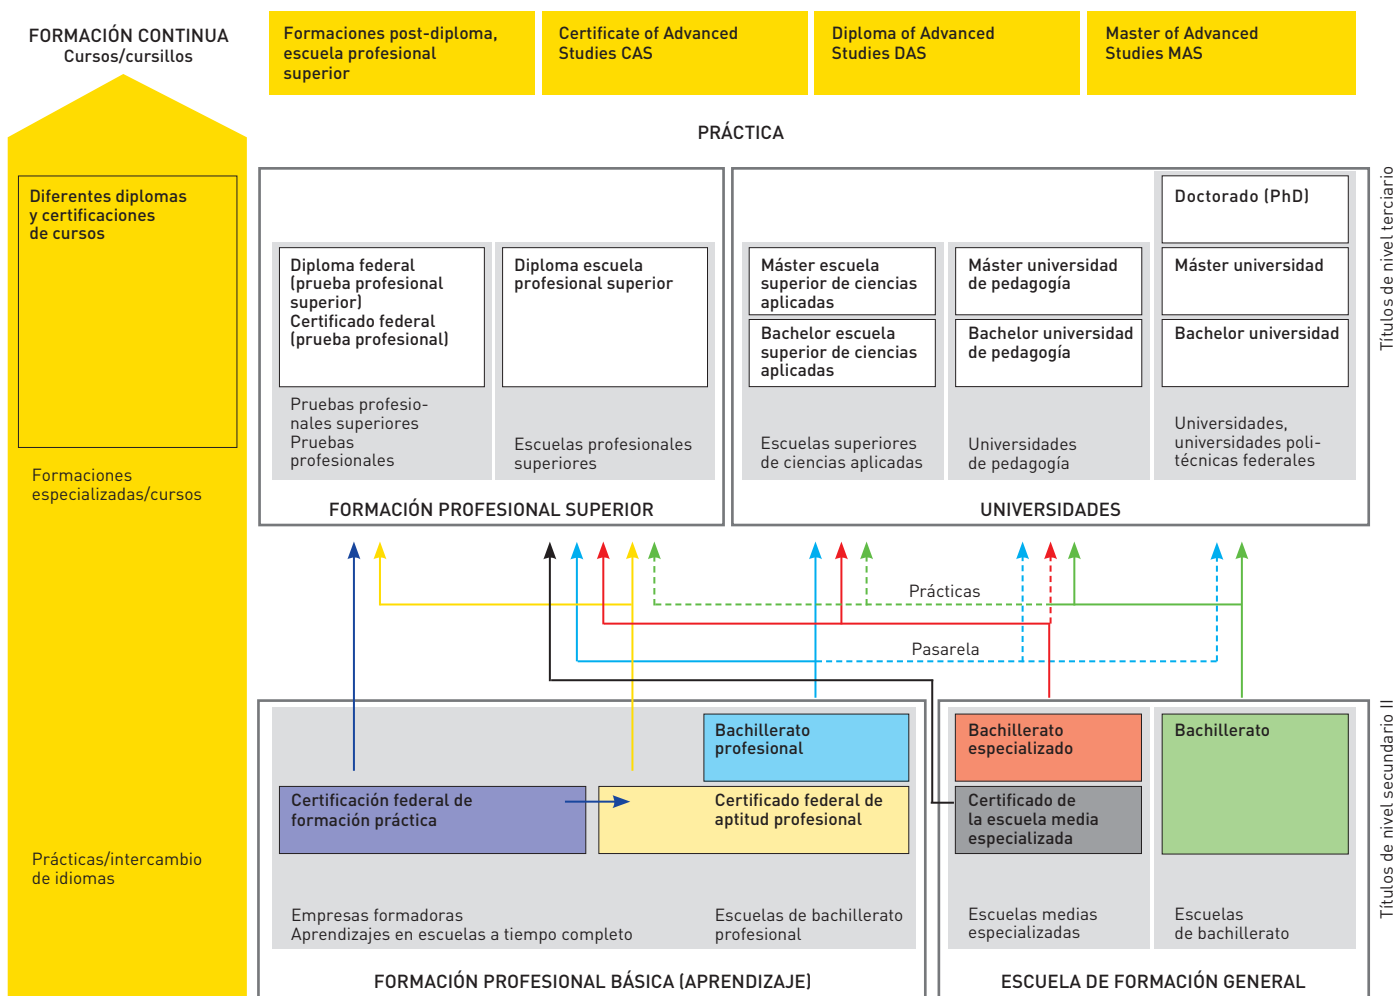 FORMACIÓN CONTINUA
Cursos/cursillos
Formaciones post-diploma,
escuela profesional
superior
Certificate of Advanced
Studies CAS
Diploma of Advanced
Studies DAS
Master of Advanced
Studies MAS
PRÁCTICA
Diferentes diplomas
y certificaciones
de cursos
Formaciones
especializadas/cursos
Prácticas/intercambio
de idiomas
Diploma federal
(prueba profesional
superior)
Certificado federal
(prueba profesional)
Pruebas profesio-
nales superiores
Pruebas
profesionales
Diploma escuela
profesional superior
Escuelas profesionales
superiores
FORMACIÓN PROFESIONAL SUPERIOR
Máster escuela
superior de ciencias
aplicadas
Bachelor escuela
superior de ciencias
aplicadas
Escuelas superiores
de ciencias aplicadas
Máster universidad
de pedagogía
Bachelor universidad
de pedagogía
Universidades
de pedagogía
Doctorado (PhD)
Máster universidad
Bachelor universidad
Universidades,
universidades poli-
técnicas federales
UNIVERSIDADES
Títulos de nivel terciario
Prácticas
Pasarela
Bachillerato
profesional
Certificación federal de
formación práctica
Certificado federal de
aptitud profesional
Empresas formadoras
Aprendizajes en escuelas a tiempo completo
Escuelas de bachillerato
profesional
FORMACIÓN PROFESIONAL BÁSICA (APRENDIZAJE)
Bachillerato
especializado
Certificado de
la escuela media
especializada
Escuelas medias
especializadas
Bachillerato
Escuelas
de bachillerato
ESCUELA DE FORMACIÓN GENERAL
Títulos de nivel secundario II